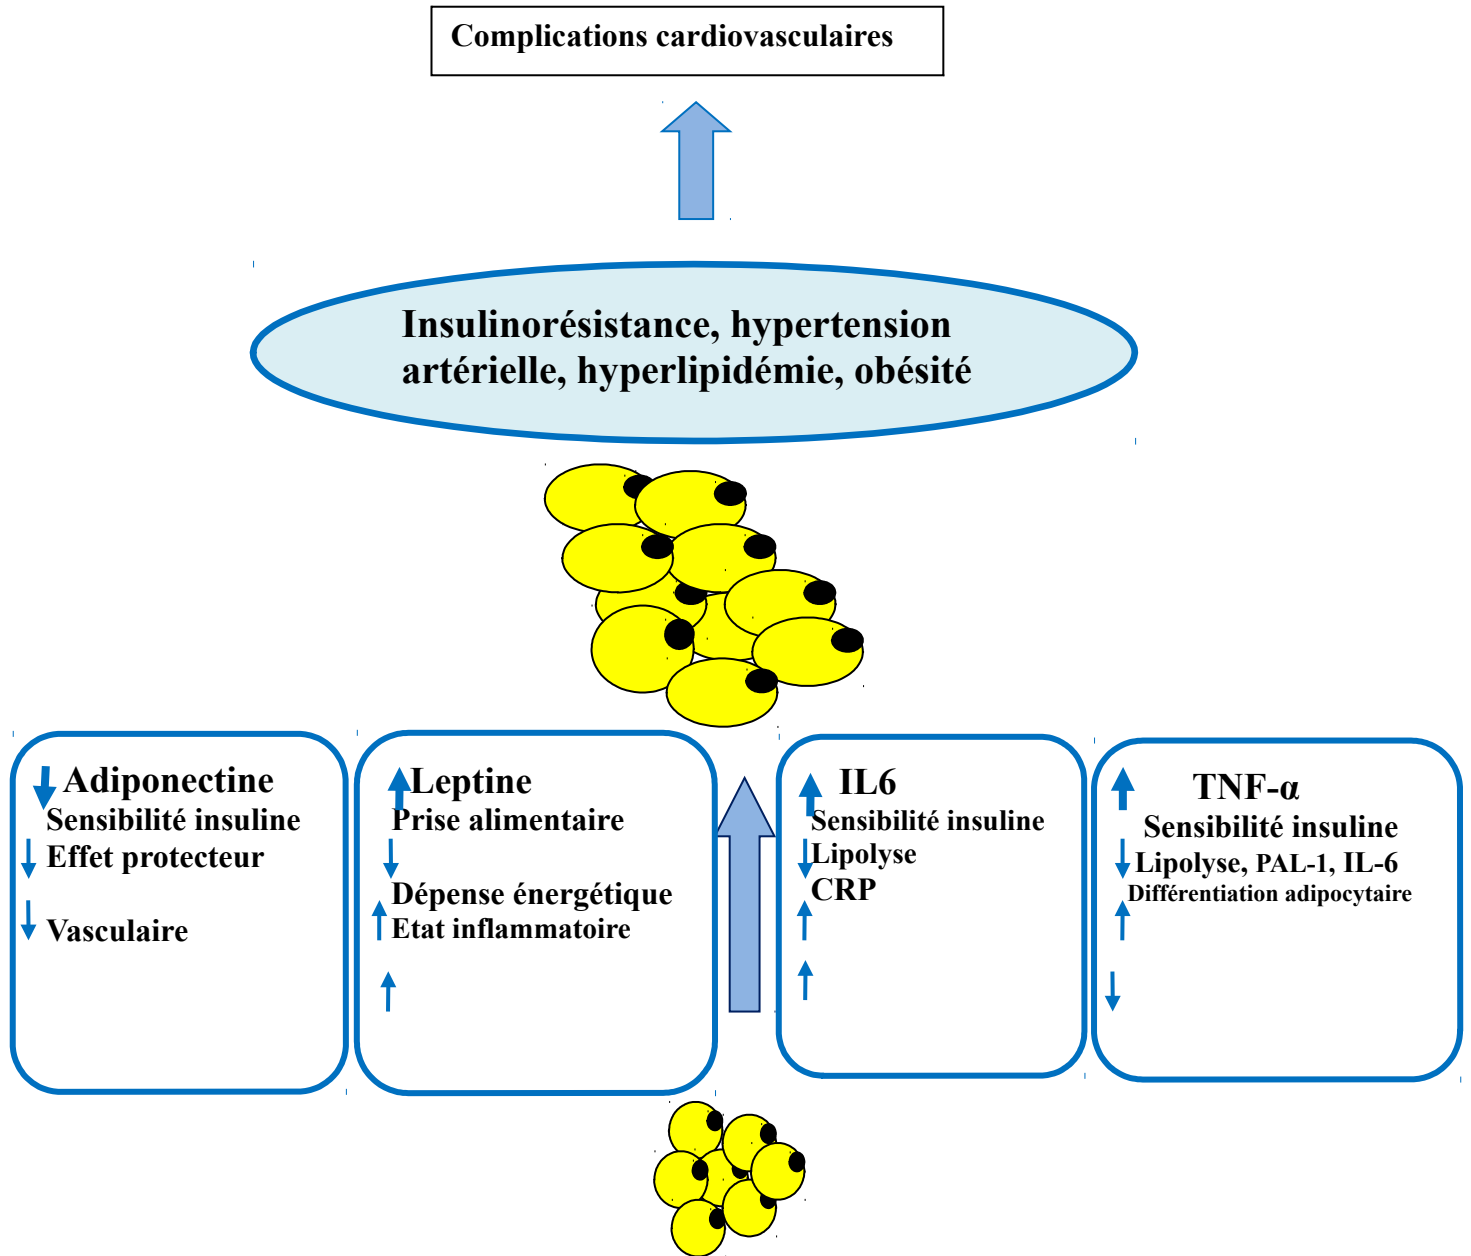 Complications cardiovasculaires
Insulinorésistance, hypertension
artérielle, hyperlipidémie, obésité
Adiponectine
Sensibilité insuline
Effet protecteur
Vasculaire
Leptine
Prise alimentaire
Dépense énergétique
Etat inflammatoire
IL6
Sensibilité insuline
Lipolyse
CRP
TNF-α
Sensibilité insuline
Lipolyse, PAL-1, IL-6
Différentiation adipocytaire